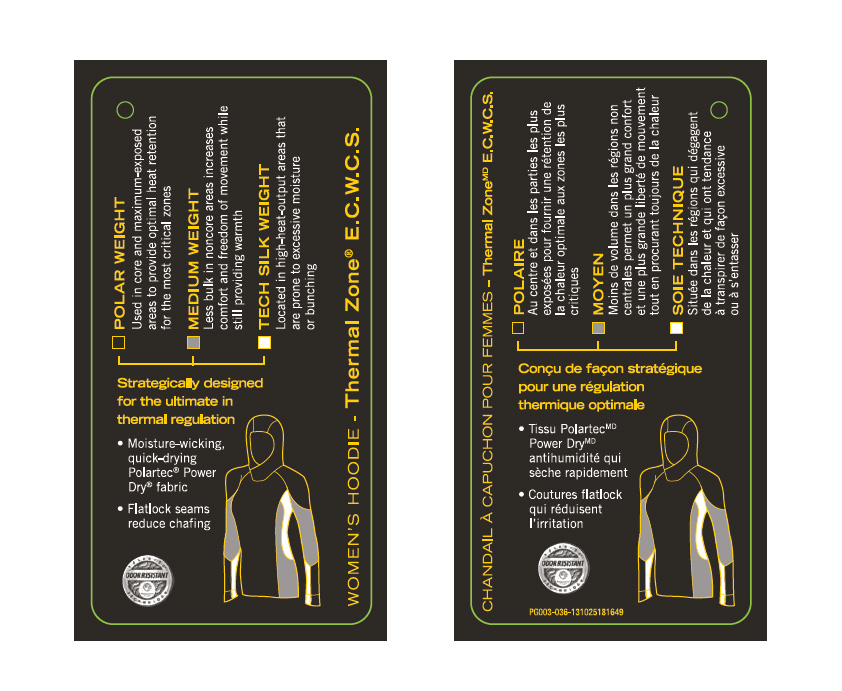 WOMEN'S HOODIE - Thermal Zone® E.C.W.C.S.
POLAR WEIGHT
Used in core and maximum-exposed
areas to provide optimal heat retention
for the most critical zones
MEDIUM WEIGHT
Less bulk in noncore areas increases
comfort and freedom of movement while
still providing warmth
TECH SILK WEIGHT
Located in high-heat-output areas that
are prone to excessive moisture
or bunching
Strategically designed
for the ultimate in
thermal regulation
• Moisture-wicking,
quick-drying
Polartec® Power
Dry® fabric
• Flatlock seams
reduce chafing
ODOR RESISTANT
CHANDAIL À CAPUCHON POUR FEMMES - Thermal Zone^MD E.C.W.C.S.
POLAIRE
Au centre et dans les parties les plus
exposées pour fournir une rétention de
la chaleur optimale aux zones les plus
critiques
MOYEN
Moins de volume dans les régions non
centrales permet un plus grand confort
et une plus grande liberté de mouvement
tout en procurant toujours de la chaleur
SOIE TECHNIQUE
Située dans les régions qui dégagent
de la chaleur et qui ont tendance
à transpirer de façon excessive
ou à s'entasser
Conçu de façon stratégique
pour une régulation
thermique optimale
• Tissu Polartec^MD
Power Dry^MD
antihumidité qui
sèche rapidement
• Coutures flatlock
qui réduisent
l'irritation
ODOR RESISTANT
PG003-036-131025181649